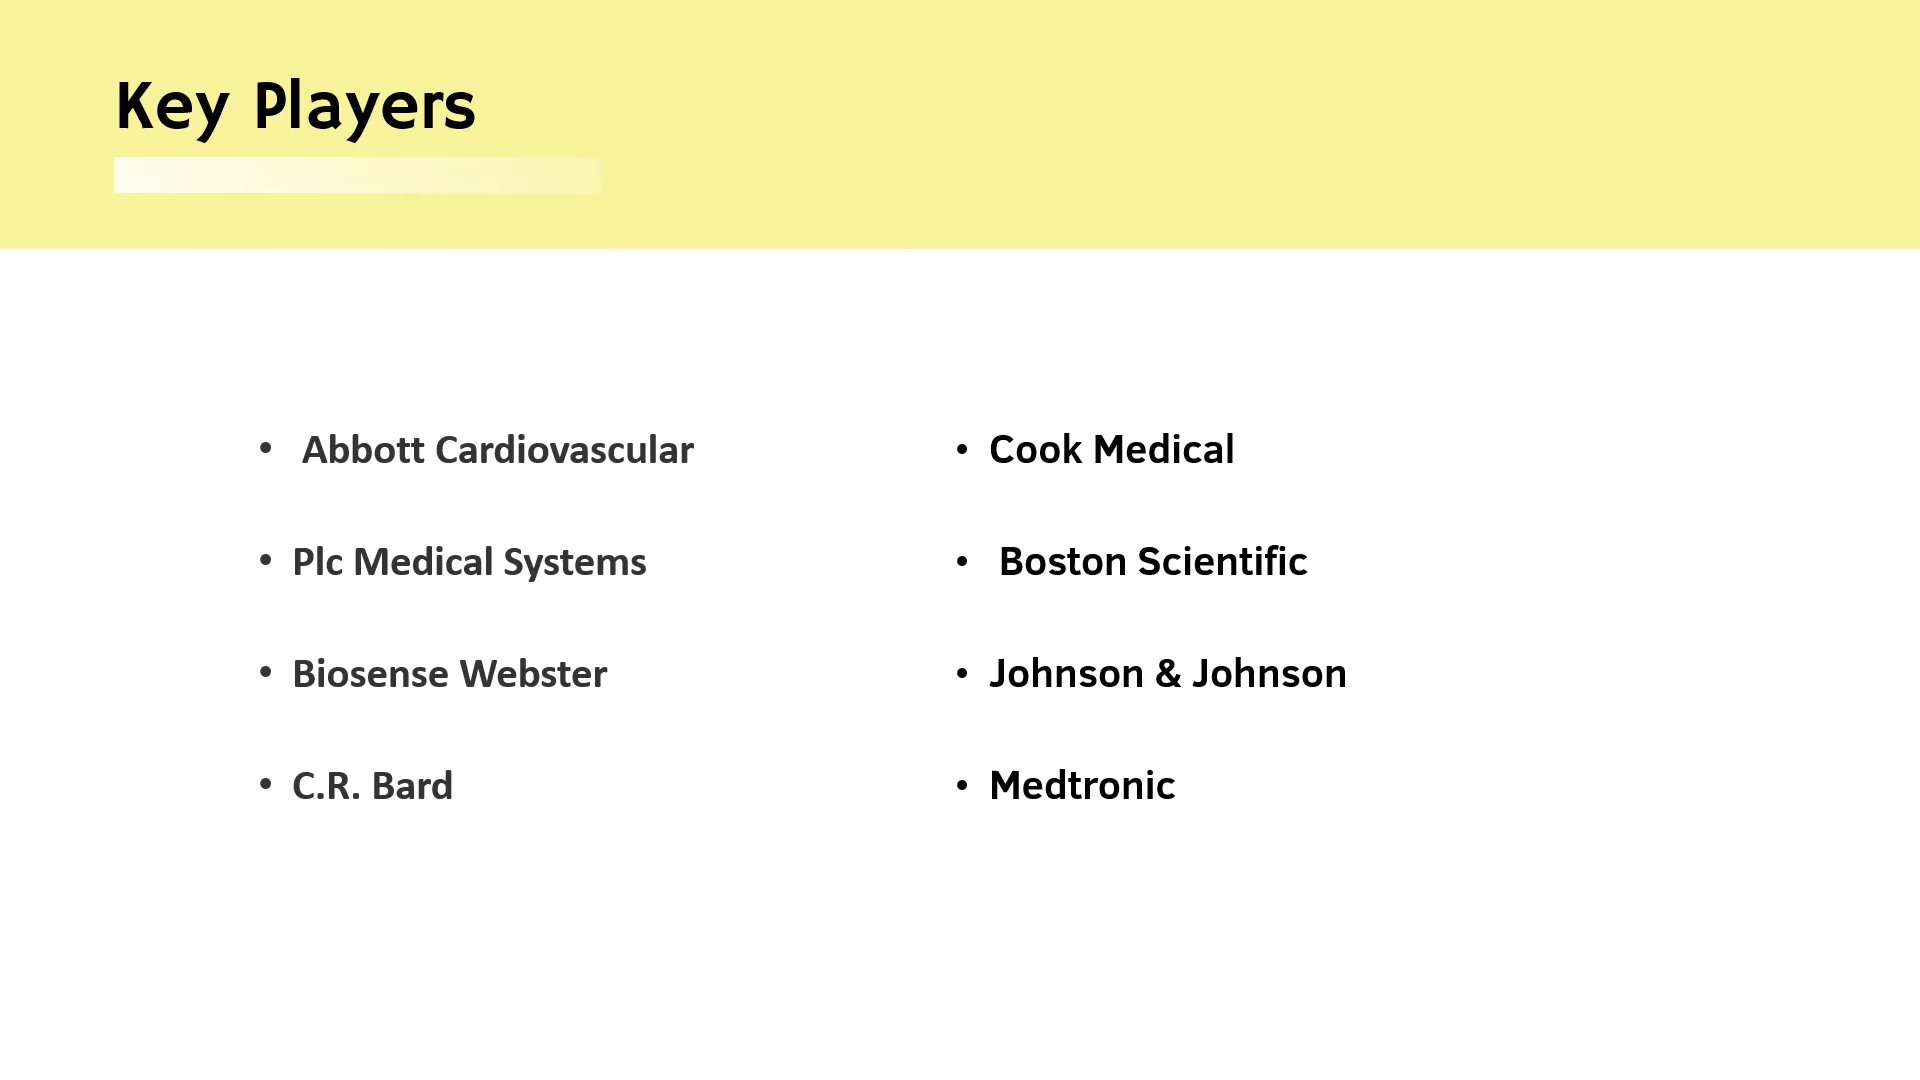 Key Players
• Abbott Cardiovascular
• Plc Medical Systems
• Biosense Webster
• C.R. Bard
• Cook Medical
• Boston Scientific
• Johnson & Johnson
• Medtronic